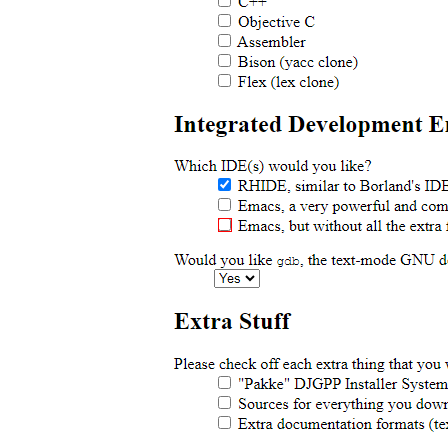 C++
Objective C
Assembler
Bison (yacc clone)
Flex (lex clone)
Integrated Development
Which IDE(s) would you like?
RHIDE, similar to Borland's IDE
Emacs, a very powerful and
Emacs, but without all the extra
Would you like gdb, the text-mode GNU
Yes
Extra Stuff
Please check off each extra thing that you
"Pakke" DJGPP Installer System
Sources for everything you
Extra documentation formats